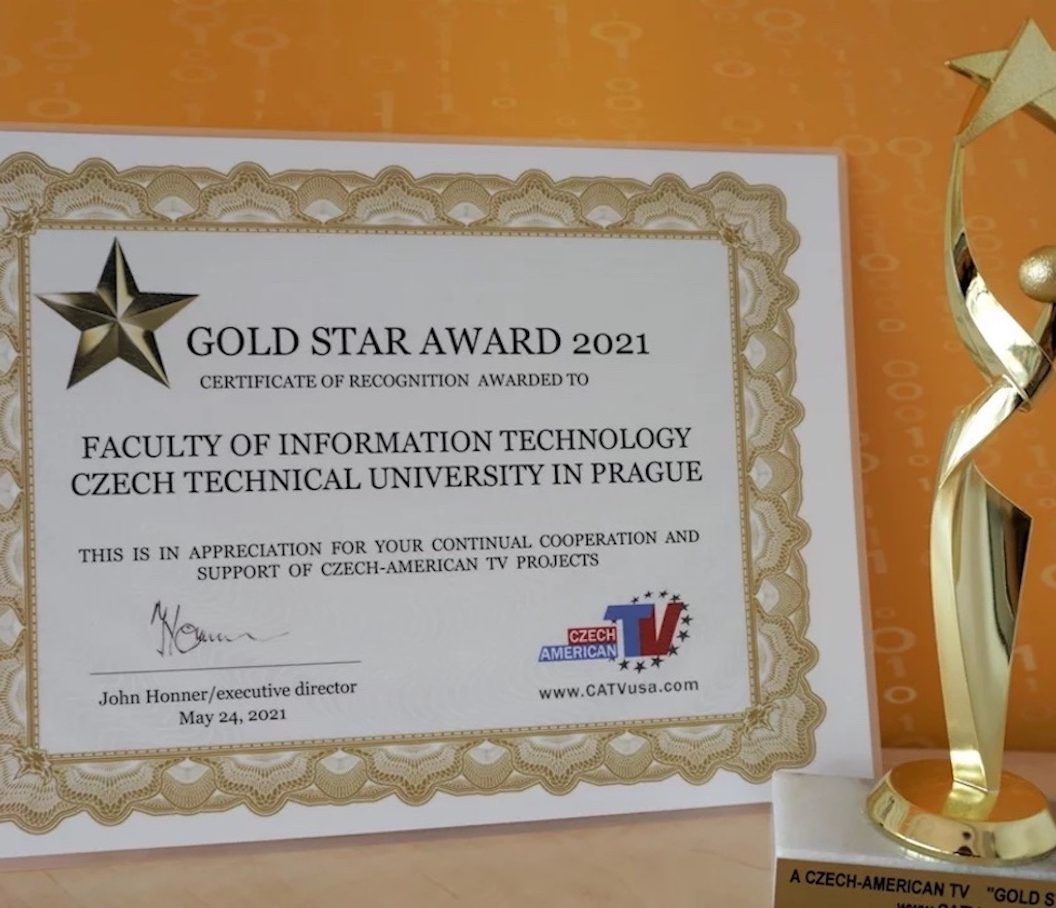 GOLD STAR AWARD 2021
CERTIFICATE OF RECOGNITION AWARDED TO
FACULTY OF INFORMATION TECHNOLOGY
CZECH TECHNICAL UNIVERSITY IN PRAGUE
THIS IS IN APPRECIATION FOR YOUR CONTINUAL COOPERATION AND
SUPPORT OF CZECH-AMERICAN TV PROJECTS
CZECH
AMERICAN
TV
John Honner/executive director
May 24, 2021
www.CATVusa.com
A CZECH-AMERICAN TV "GOLD S